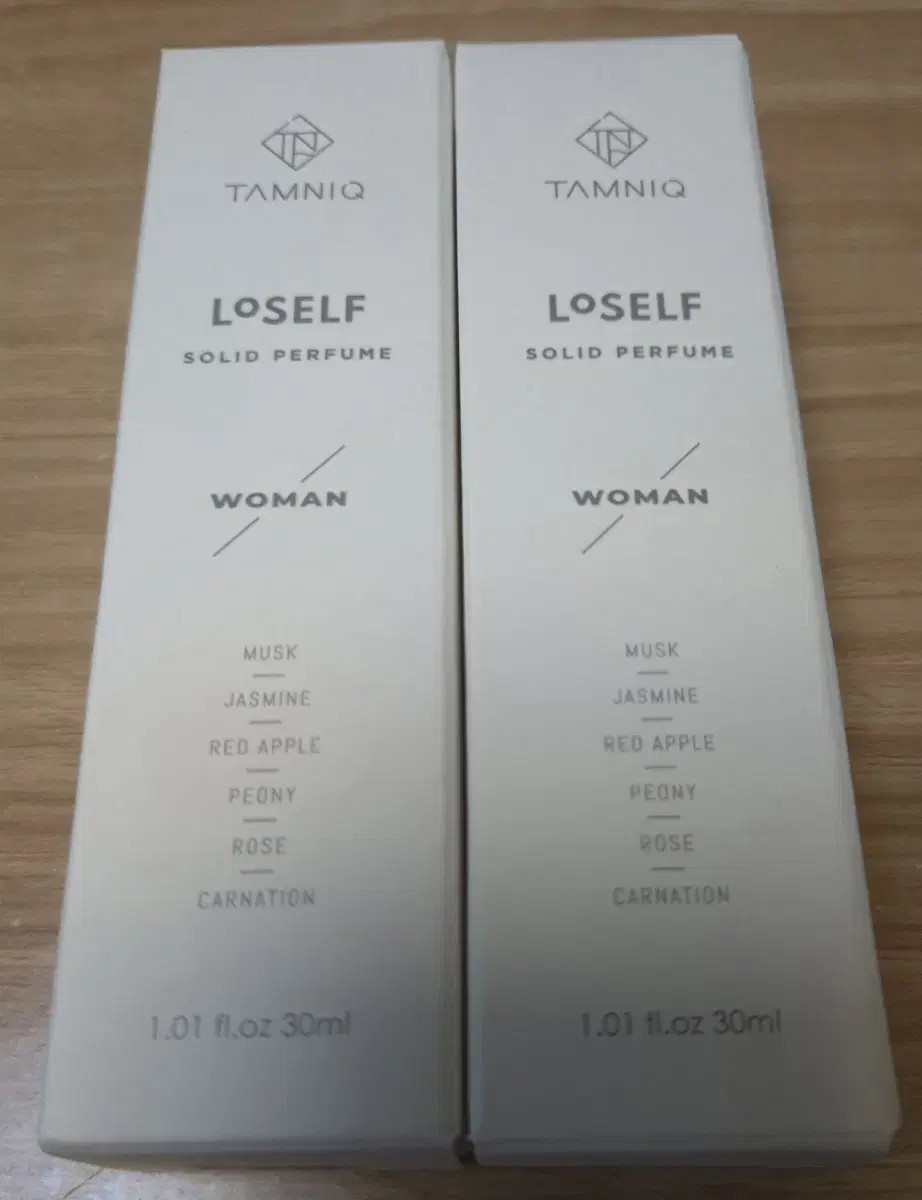 TAMNIQ
LOSELF
SOLID PERFUME
WOMAN
MUSK
JASMINE
RED APPLE
PEONY
ROSE
CARNATION
1.01 fl.oz 30ml
TAMNIQ
LOSELF
SOLID PERFUME
WOMAN
MUSK
JASMINE
RED APPLE
PEONY
ROSE
CARNATION
1.01 fl.oz 30ml